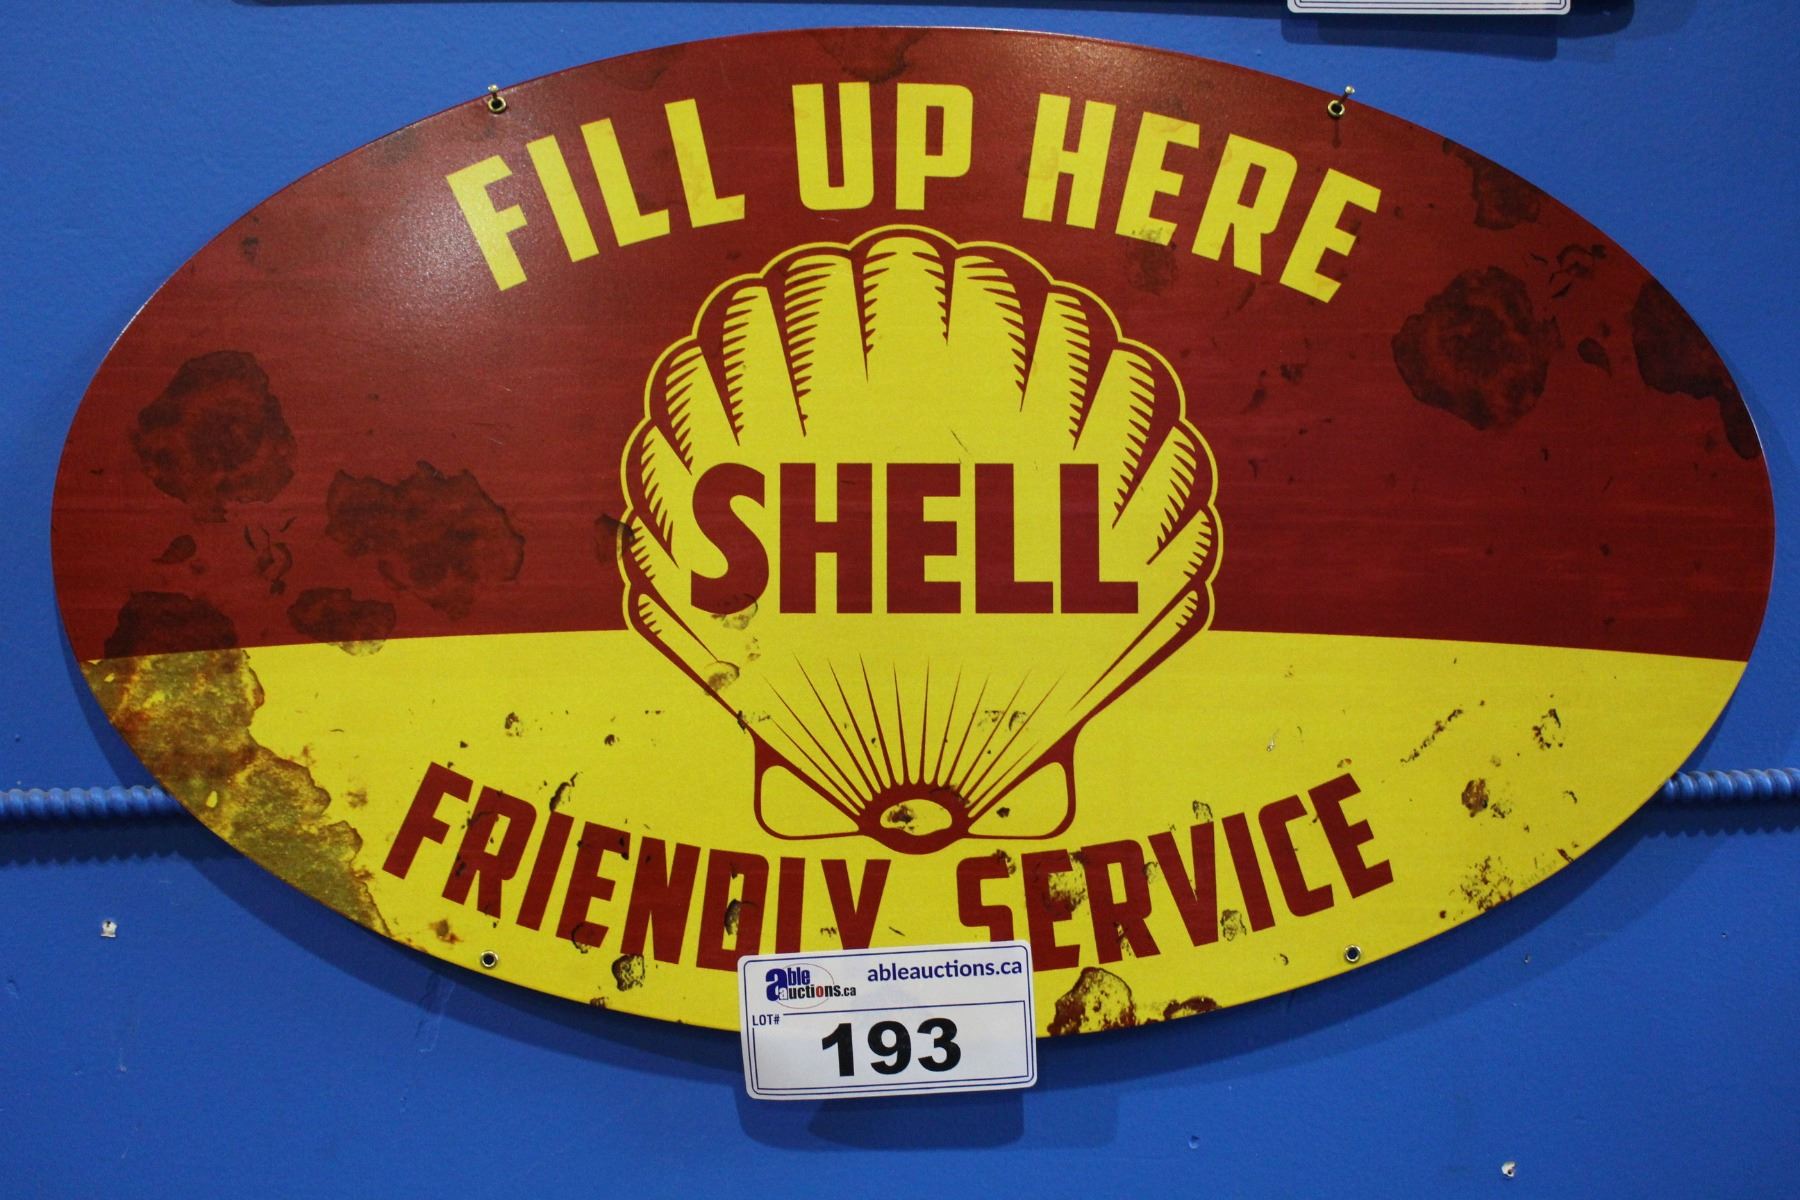 FILL UP HERE
SHELL
FRIENDLY SERVICE
able auctions.ca
ableauctions.ca
LOT#
193